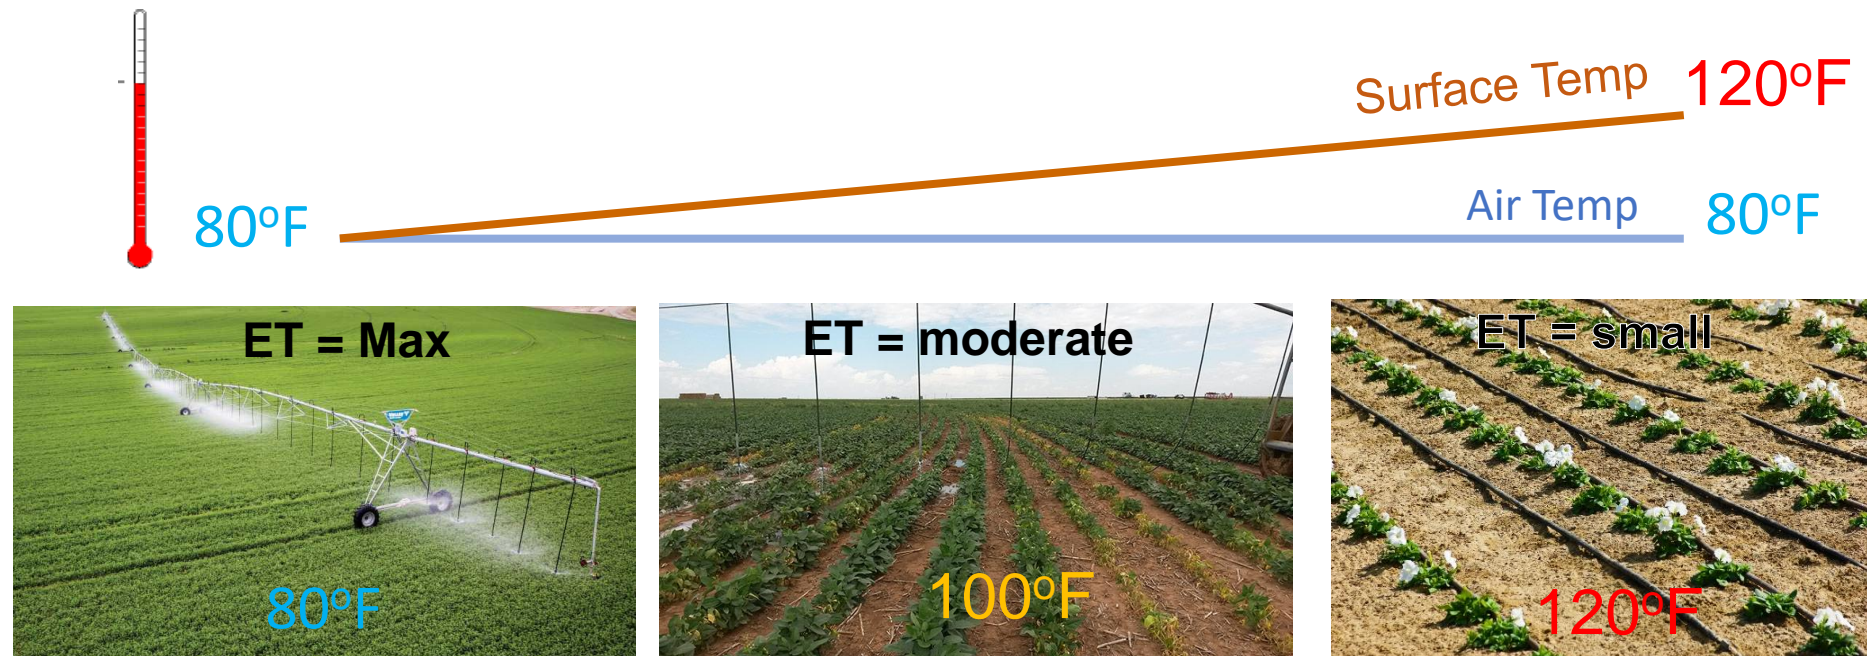 Surface Temp 120ºF
80ºF
Air Temp 80ºF
ET = Max
ET = moderate
ET = small
80ºF
100ºF
120ºF